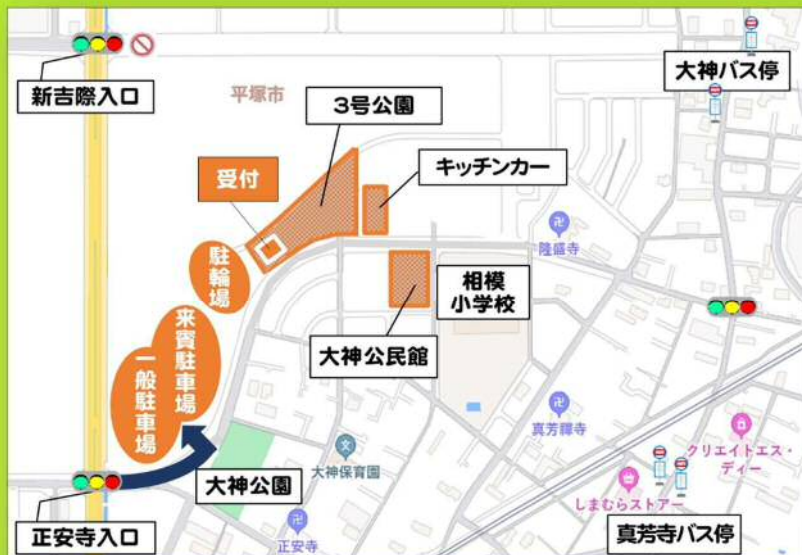 新吉際入口
平塚市
3号公園
大神バス停
キッチンカー
受付
隆盛寺
駐輪場
相模
小学校
大神公民館
来賓駐車場
一般駐車場
真芳禅寺
クリエイトエス・
ディー
大神保育園
大神公園
しまむらストアー
正安寺入口
正安寺
真芳寺バス停